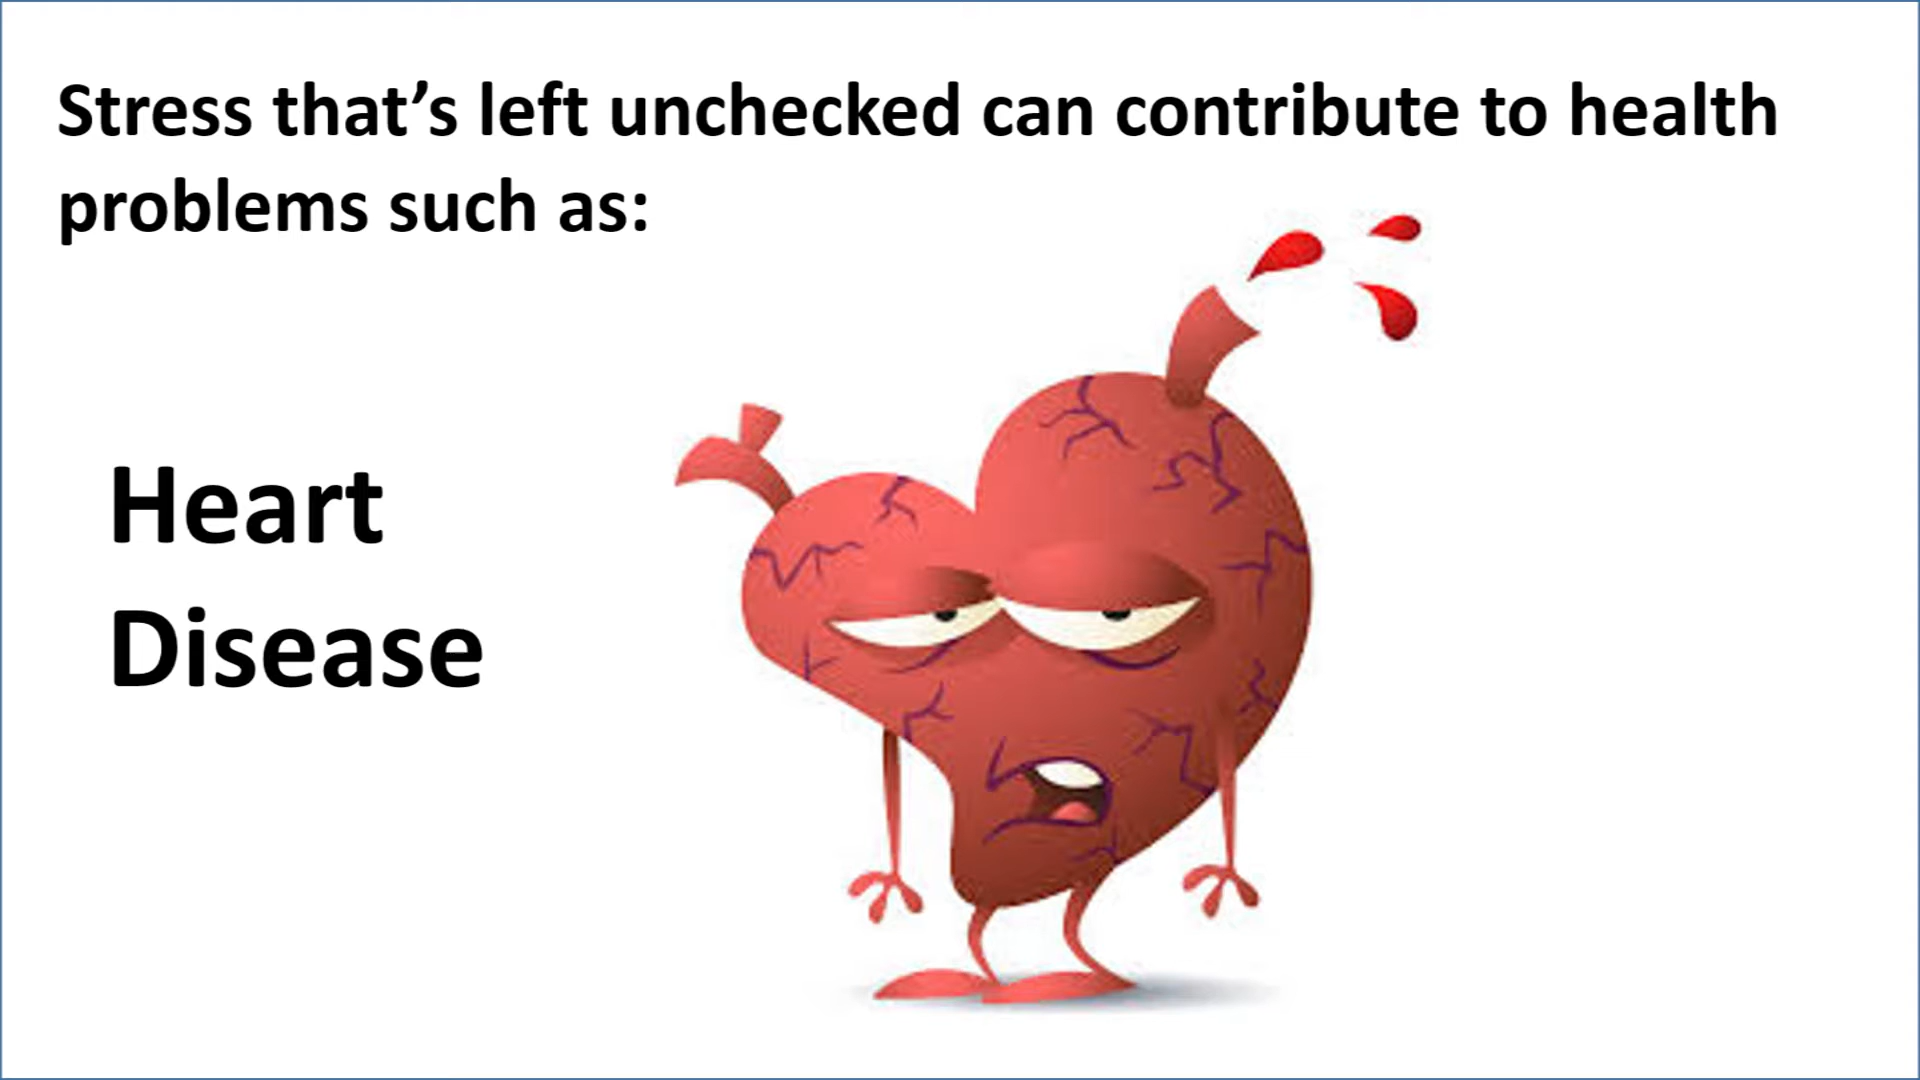 Stress that’s left unchecked can contribute to health
problems such as:
Heart
Disease